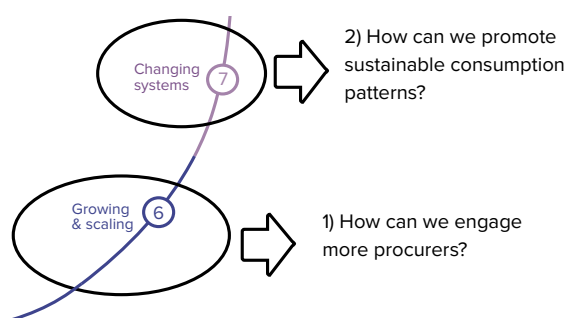 2) How can we promote
sustainable consumption
patterns?
Changing
systems
7
Growing
& scaling
6
1) How can we engage
more procurers?